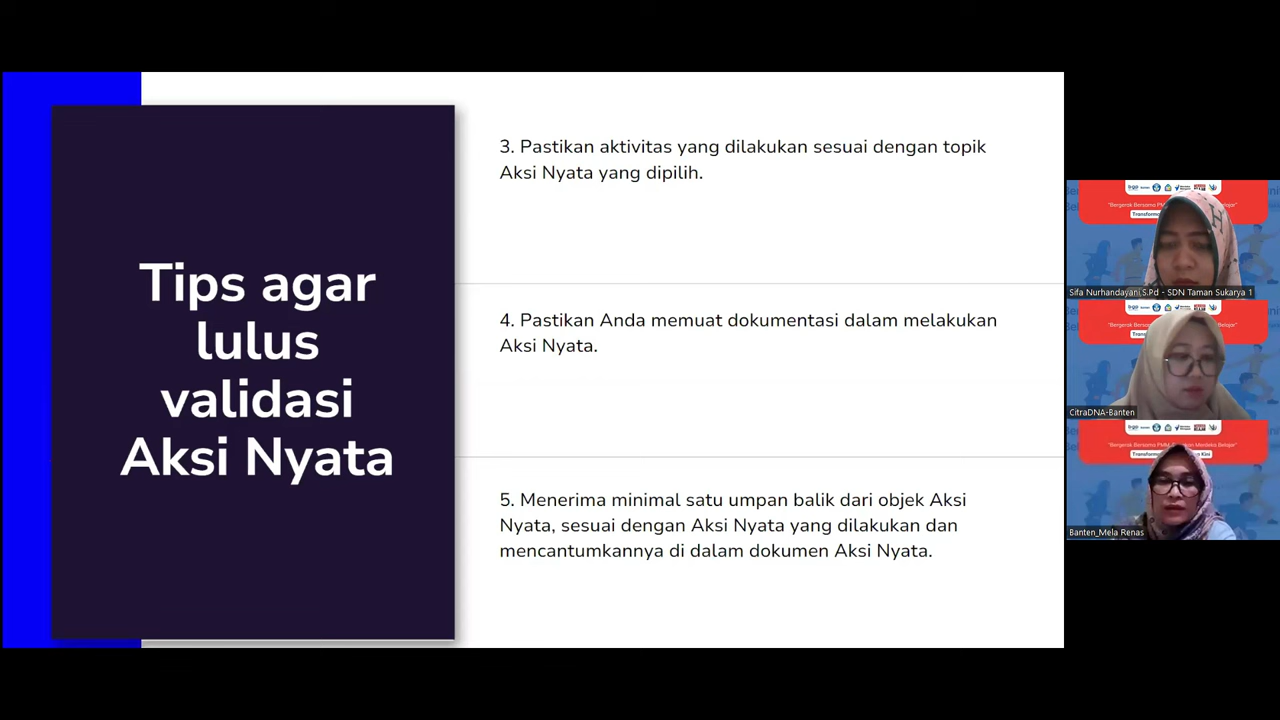 Tips agar
lulus
validasi
Aksi Nyata
3. Pastikan aktivitas yang dilakukan sesuai dengan topik
Aksi Nyata yang dipilih.
4. Pastikan Anda memuat dokumentasi dalam melakukan
Aksi Nyata.
5. Menerima minimal satu umpan balik dari objek Aksi
Nyata, sesuai dengan Aksi Nyata yang dilakukan dan
mencantumkannya di dalam dokumen Aksi Nyata.
Sifa Nurhandayani,S.Pd - SDN Taman Sukarya 1
CitraDNA-Banten
Banten_Mela Renas